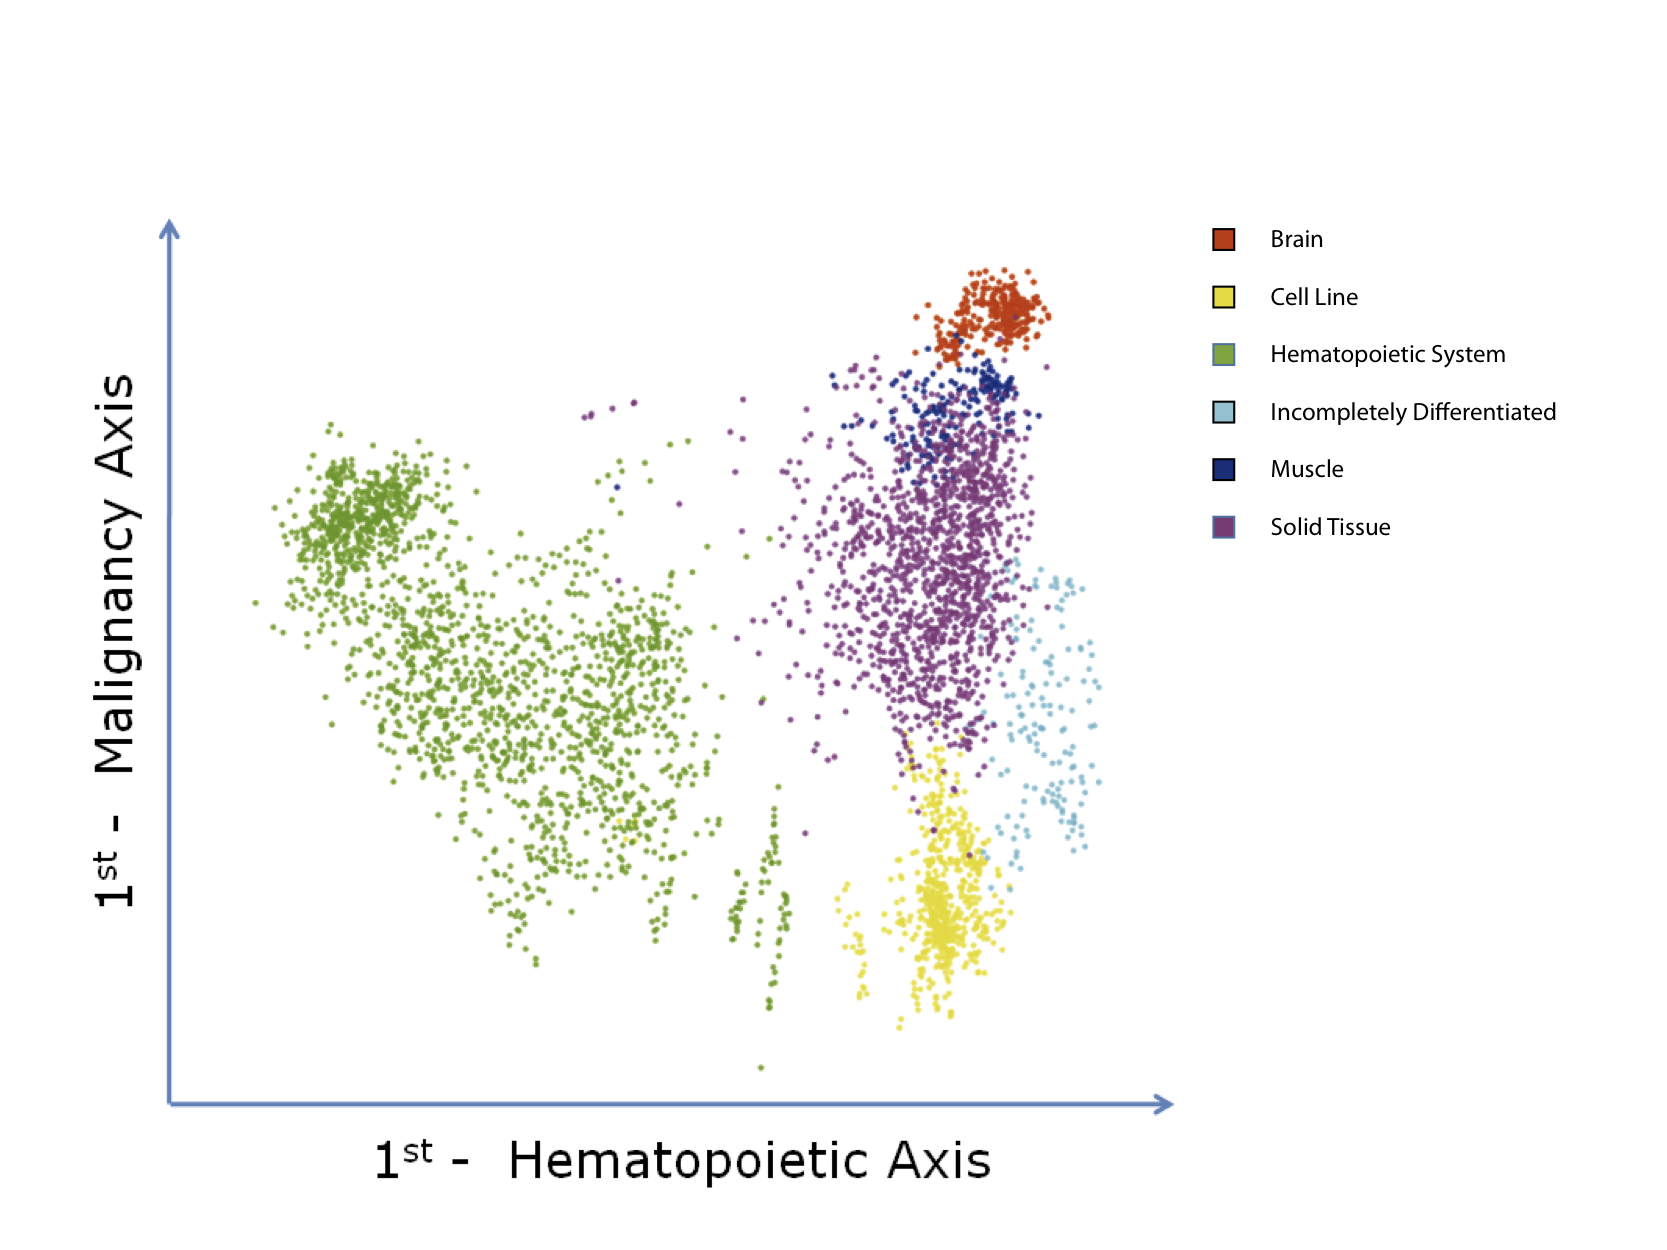 Brain
Cell Line
Hematopoietic System
Incompletely Differentiated
Muscle
Solid Tissue
1st - Malignancy Axis
1st - Hematopoietic Axis